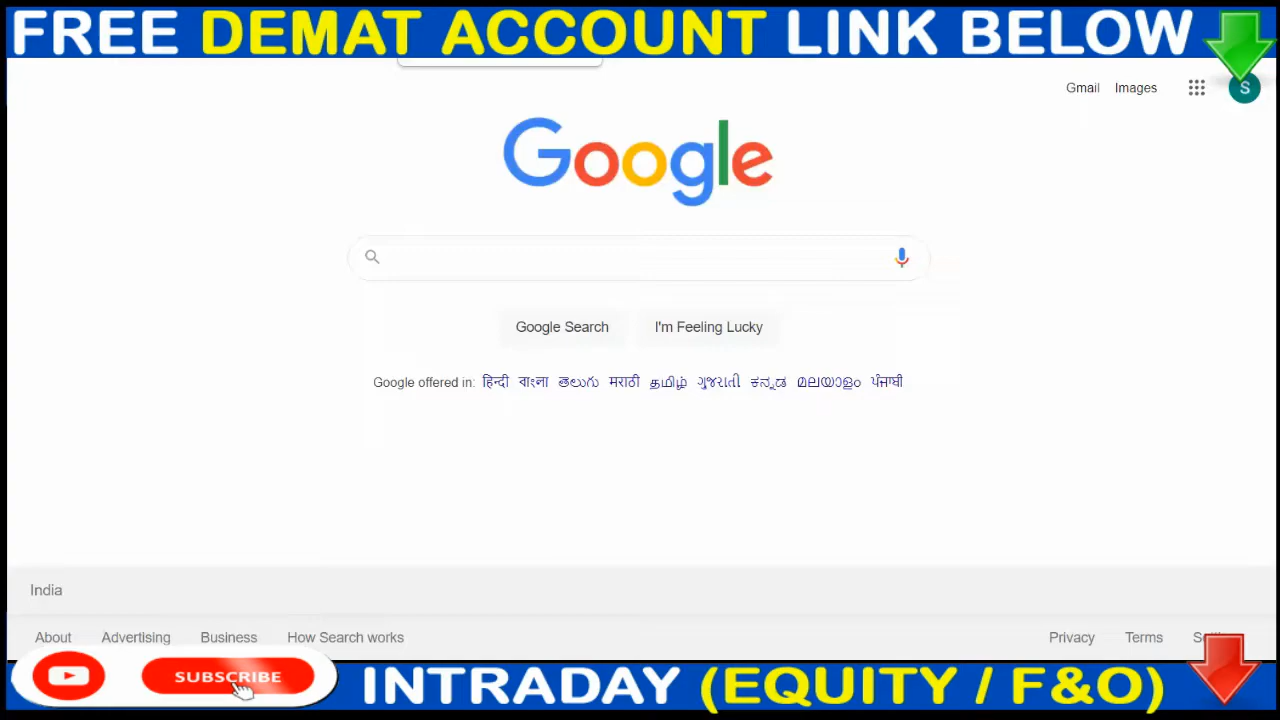 FREE DEMAT ACCOUNT LINK BELOW
Gmail Images S
Google
Google Search I'm Feeling Lucky
Google offered in: हिन्दी বাংলা తెలుగు मराठी தமிழ் ગુજરાતી ಕನ್ನಡ മലയാളം ਪੰਜਾਬੀ
India
About Advertising Business How Search works Privacy Terms
SUBSCRIBE
INTRADAY (EQUITY / F&O)